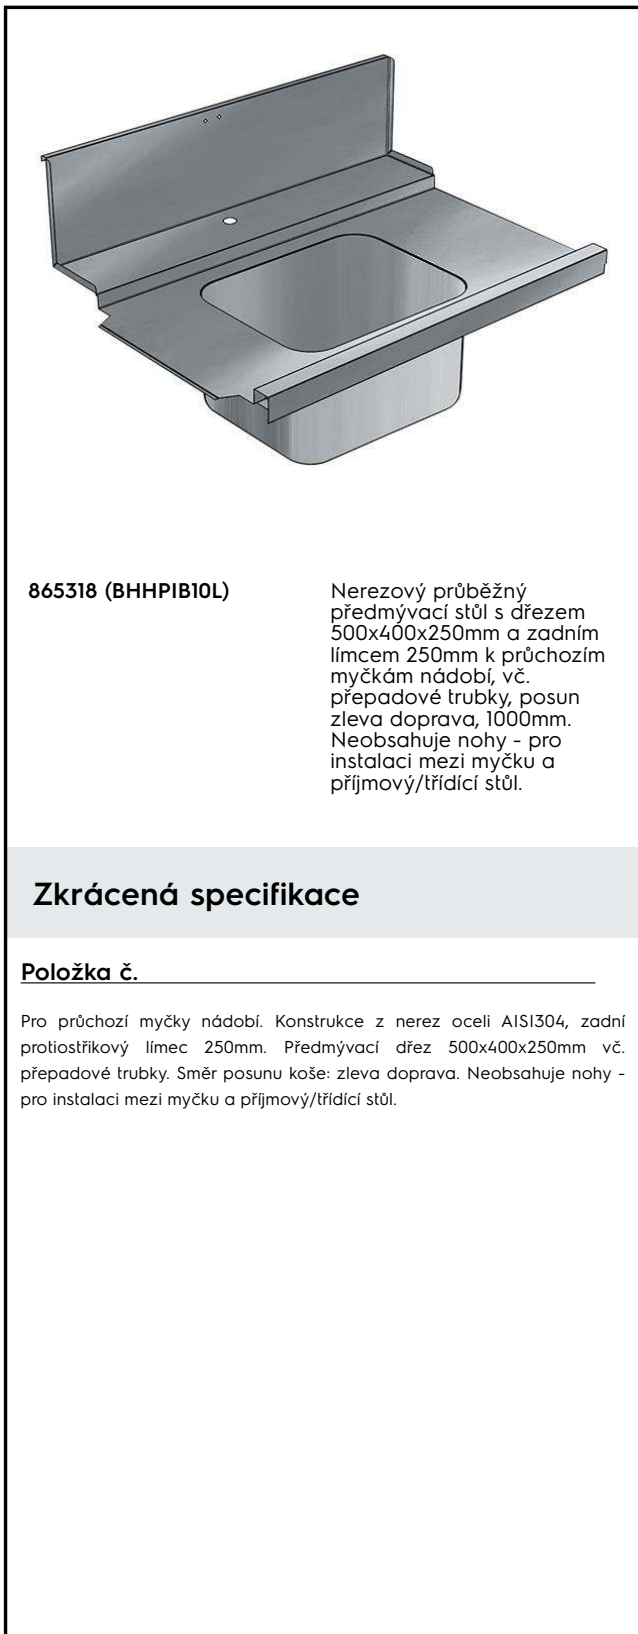 865318 (BHHPIB10L)
Nerezový průběžný
předmývací stůl s dřezem
500x400x250mm a zadním
límcem 250mm k průchozím
myčkám nádobí, vč.
přepadové trubky, posun
zleva doprava, 1000mm.
Neobsahuje nohy - pro
instalaci mezi myčku a
příjmový/třídící stůl.
Zkrácená specifikace
Položka č.
Pro průchozí myčky nádobí. Konstrukce z nerez oceli AISI304, zadní
protiostřikový límec 250mm. Předmývací dřez 500x400x250mm vč.
přepadové trubky. Směr posunu koše: zleva doprava. Neobsahuje nohy -
pro instalaci mezi myčku a příjmový/třídící stůl.